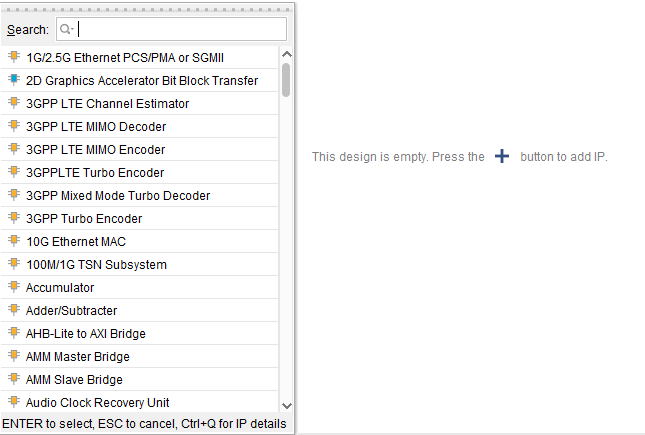 Search:
1G/2.5G Ethernet PCS/PMA or SGMII
2D Graphics Accelerator Bit Block Transfer
3GPP LTE Channel Estimator
3GPP LTE MIMO Decoder
3GPP LTE MIMO Encoder
3GPPLTE Turbo Encoder
3GPP Mixed Mode Turbo Decoder
3GPP Turbo Encoder
10G Ethernet MAC
100M/1G TSN Subsystem
Accumulator
Adder/Subtracter
AHB-Lite to AXI Bridge
AMM Master Bridge
AMM Slave Bridge
Audio Clock Recovery Unit
ENTER to select, ESC to cancel, Ctrl+Q for IP details
This design is empty. Press the + button to add IP.